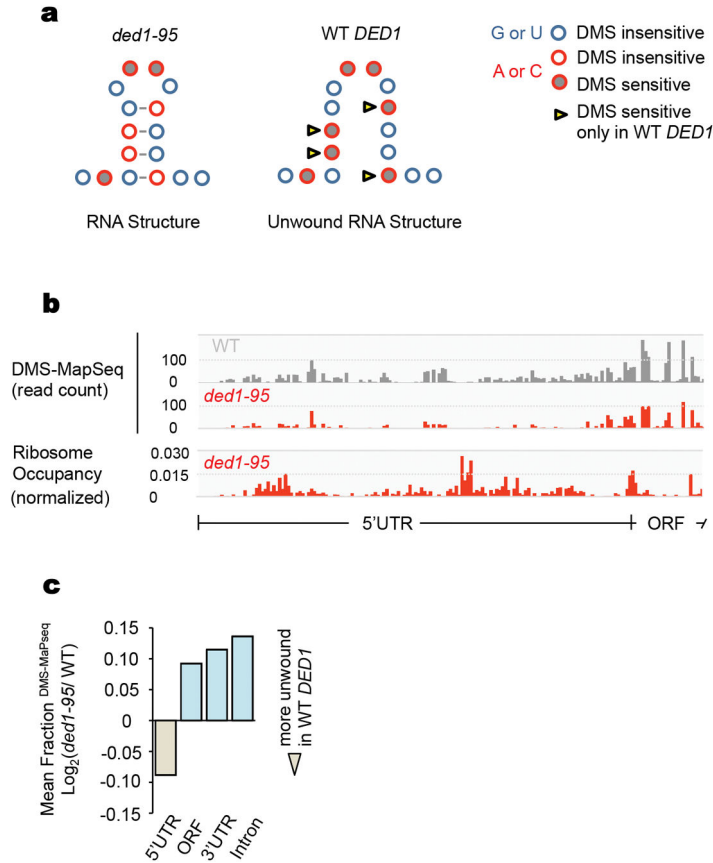 a
ded1-95
WT DED1
G or U
DMS insensitive
A or C
DMS insensitive
DMS sensitive
DMS sensitive
only in WT DED1
RNA Structure
Unwound RNA Structure
b
DMS-MapSeq
(read count)
WT
100
0
ded1-95
100
0
Ribosome
Occupancy
(normalized)
ded1-95
0.030
0.015
0
5'UTR
ORF
c
Mean Fraction DMS-MaPseq
Log2(ded1-95/ WT)
0.15
0.10
0.05
0
-0.05
-0.10
-0.15
5'UTR
ORF
3'UTR
Intron
more unwound
in WT DED1